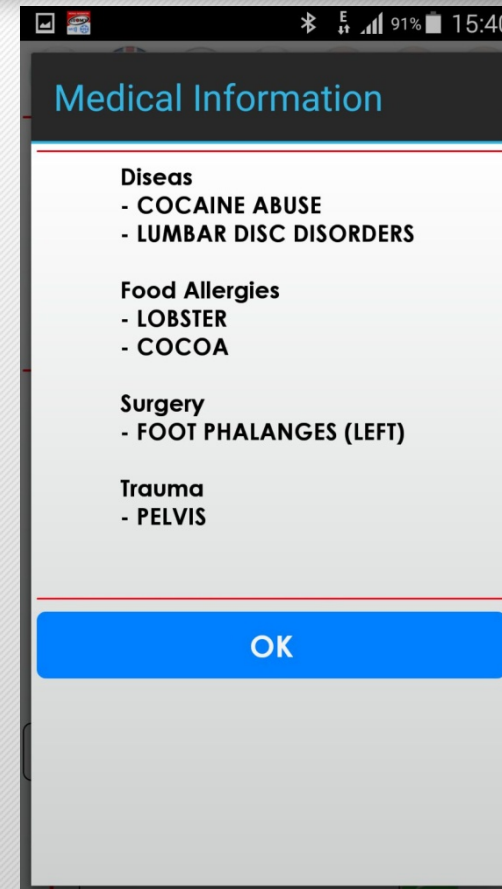 E 91% 15:40
Medical Information
Diseas
- COCAINE ABUSE
- LUMBAR DISC DISORDERS
Food Allergies
- LOBSTER
- COCOA
Surgery
- FOOT PHALANGES (LEFT)
Trauma
- PELVIS
OK